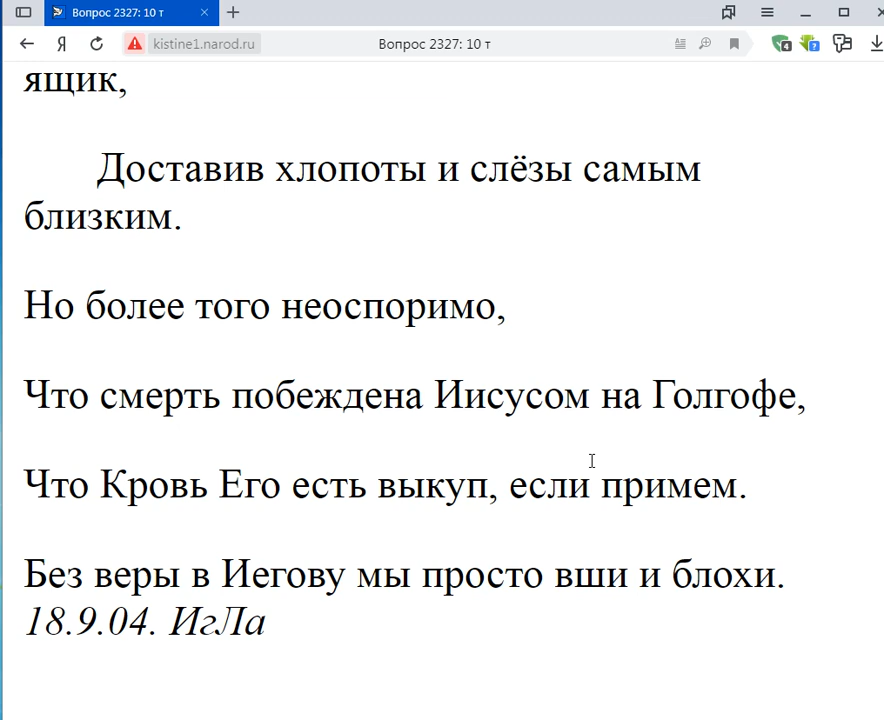 Вопрос 2327: 10 т
kistine1.narod.ru
Вопрос 2327: 10 т
ящик,
Доставив хлопоты и слёзы самым
близким.
Но более того неоспоримо,
Что смерть побеждена Иисусом на Голгофе,
Что Кровь Его есть выкуп, если примем.
Без веры в Иегову мы просто вши и блохи.
18.9.04. ИгЛа